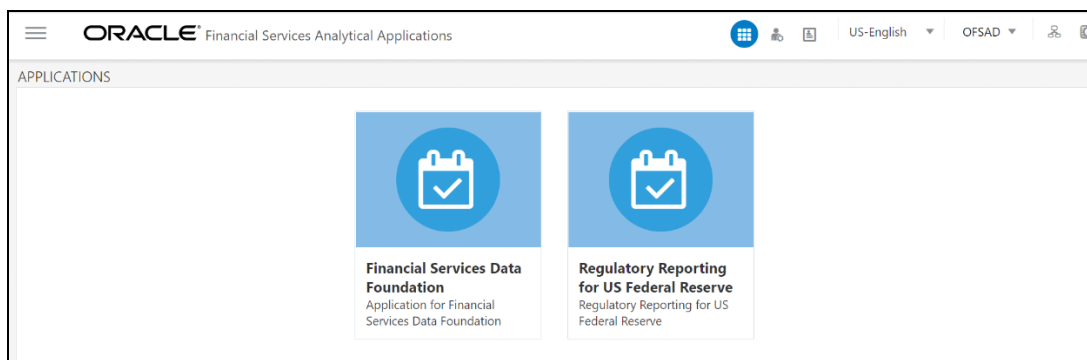 ORACLE® Financial Services Analytical Applications
US-English
OFSAD
APPLICATIONS
Financial Services Data
Foundation
Application for Financial
Services Data Foundation
Regulatory Reporting
for US Federal Reserve
Regulatory Reporting for US
Federal Reserve